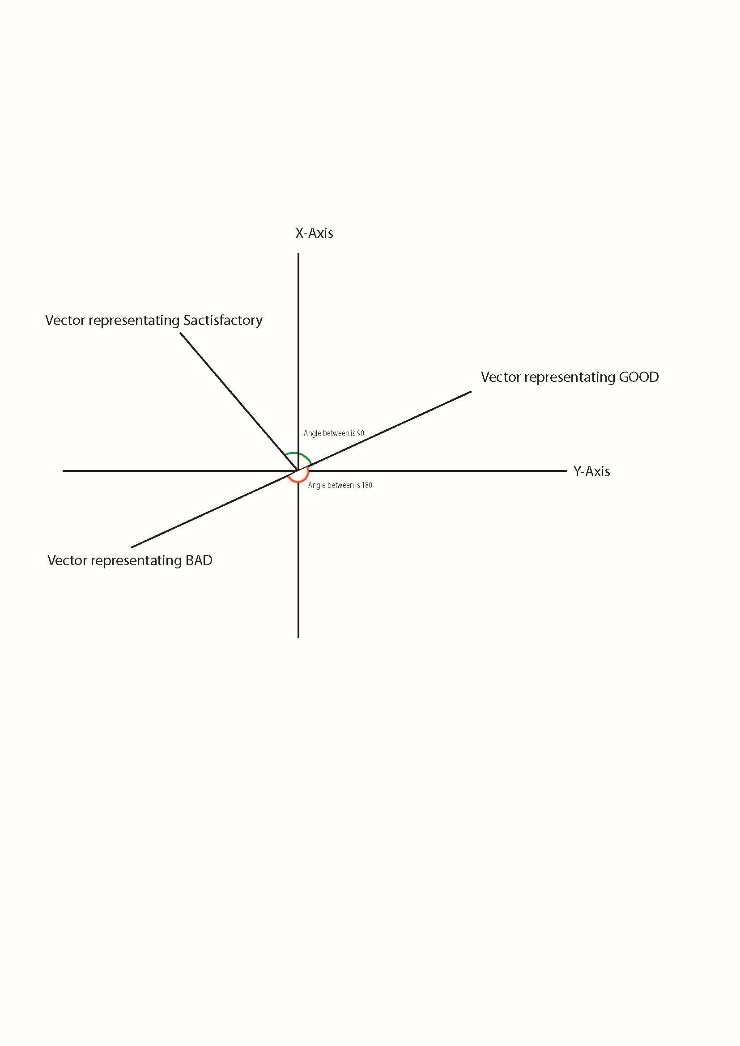 X-Axis
Vector representating Sactisfactory
Vector representating GOOD
Angle between is 90
Y-Axis
Angle between is 180
Vector representating BAD